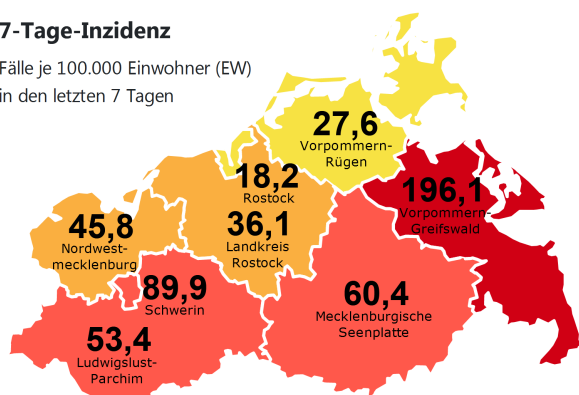 7-Tage-Inzidenz
Fälle je 100.000 Einwohner (EW)
in den letzten 7 Tagen
27,6
Vorpommern-
Rügen
18,2
Rostock
196,1
Vorpommern-
Greifswald
45,8
Nordwest-
mecklenburg
36,1
Landkreis
Rostock
89,9
Schwerin
60,4
Mecklenburgische
Seenplatte
53,4
Ludwigslust-
Parchim